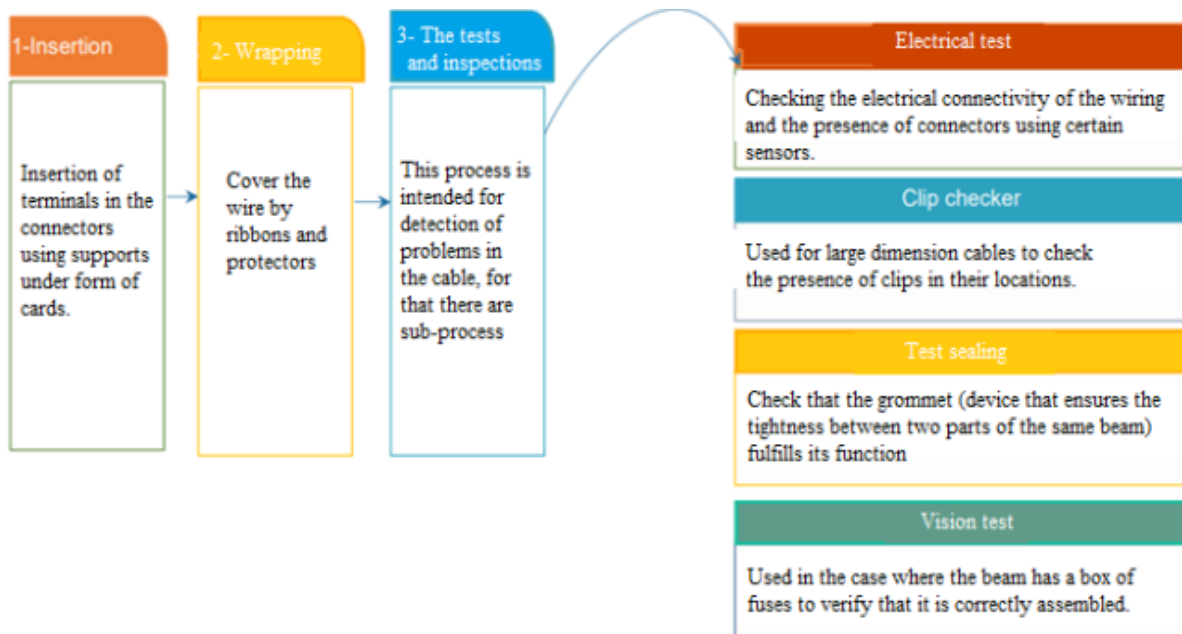 1-Insertion
Insertion of
terminals in the
connectors
using supports
under form of
cards.
2- Wrapping
Cover the
wire by
ribbons and
protectors
3- The tests
and inspections
This process is
intended for
detection of
problems in
the cable, for
that there are
sub-process
Electrical test
Checking the electrical connectivity of the wiring
and the presence of connectors using certain
sensors.
Clip checker
Used for large dimension cables to check
the presence of clips in their locations.
Test sealing
Check that the grommet (device that ensures the
tightness between two parts of the same beam)
fulfills its function
Vision test
Used in the case where the beam has a box of
fuses to verify that it is correctly assembled.